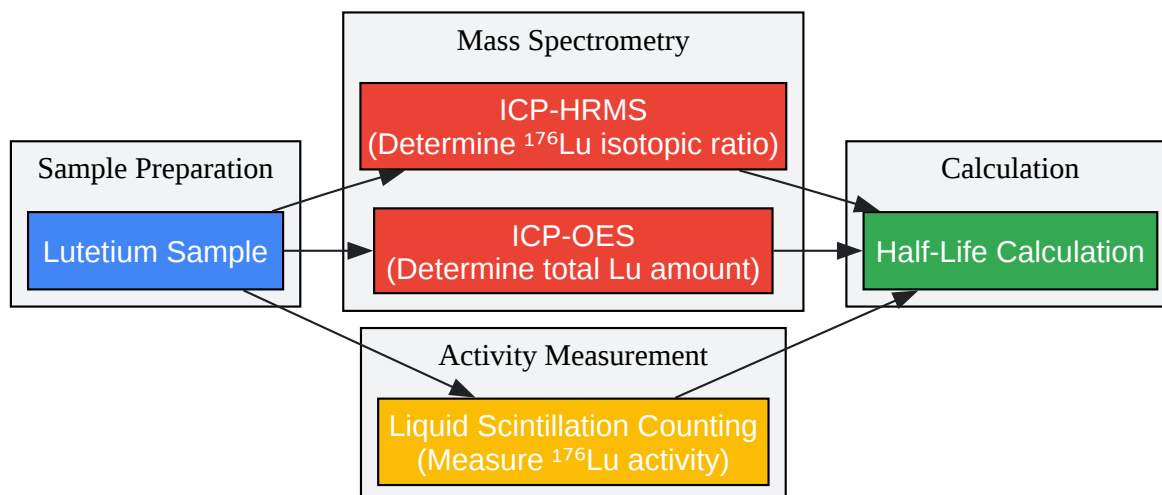 Sample Preparation
Lutetium Sample
Mass Spectrometry
ICP-HRMS
(Determine ¹⁷⁶Lu isotopic ratio)
ICP-OES
(Determine total Lu amount)
Activity Measurement
Liquid Scintillation Counting
(Measure ¹⁷⁶Lu activity)
Calculation
Half-Life Calculation